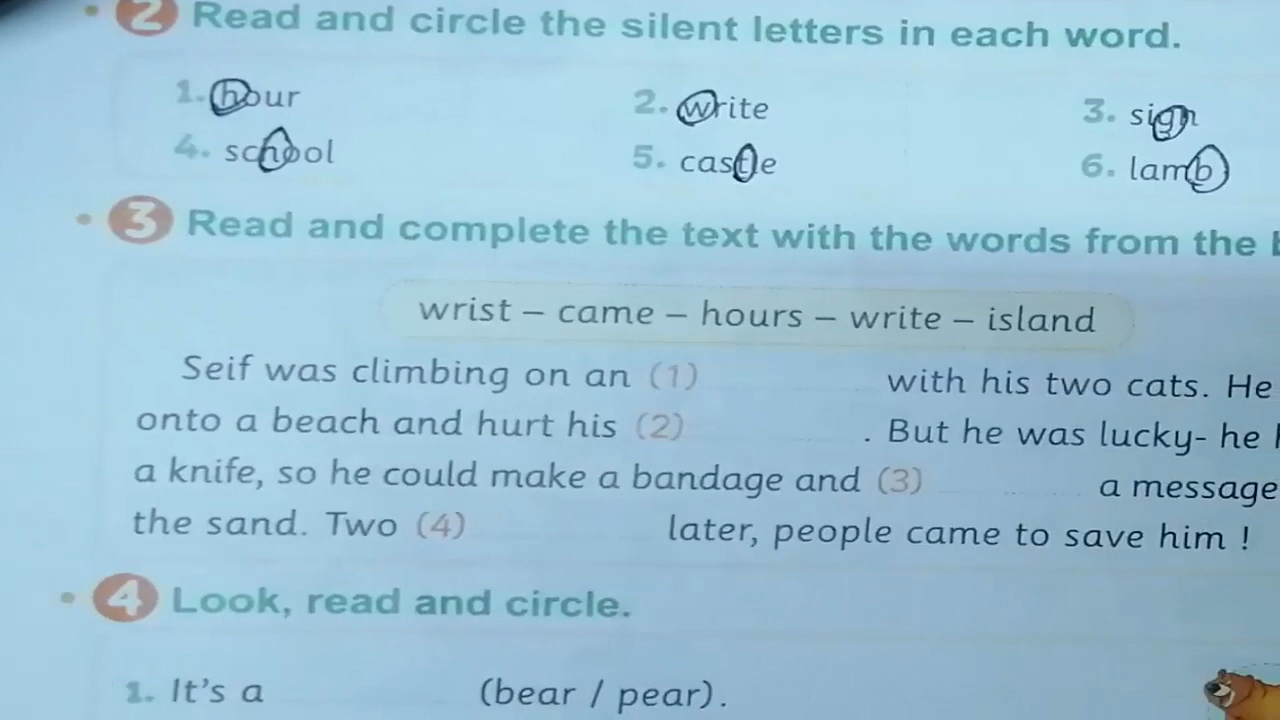 2 Read and circle the silent letters in each word.
1. hour 2. write 3. sign
4. school 5. castle 6. lamb
3 Read and complete the text with the words from the
wrist – came – hours – write – island
Seif was climbing on an (1) with his two cats. He
onto a beach and hurt his (2) . But he was lucky- he
a knife, so he could make a bandage and (3) a message
the sand. Two (4) later, people came to save him !
4 Look, read and circle.
1. It's a (bear / pear).